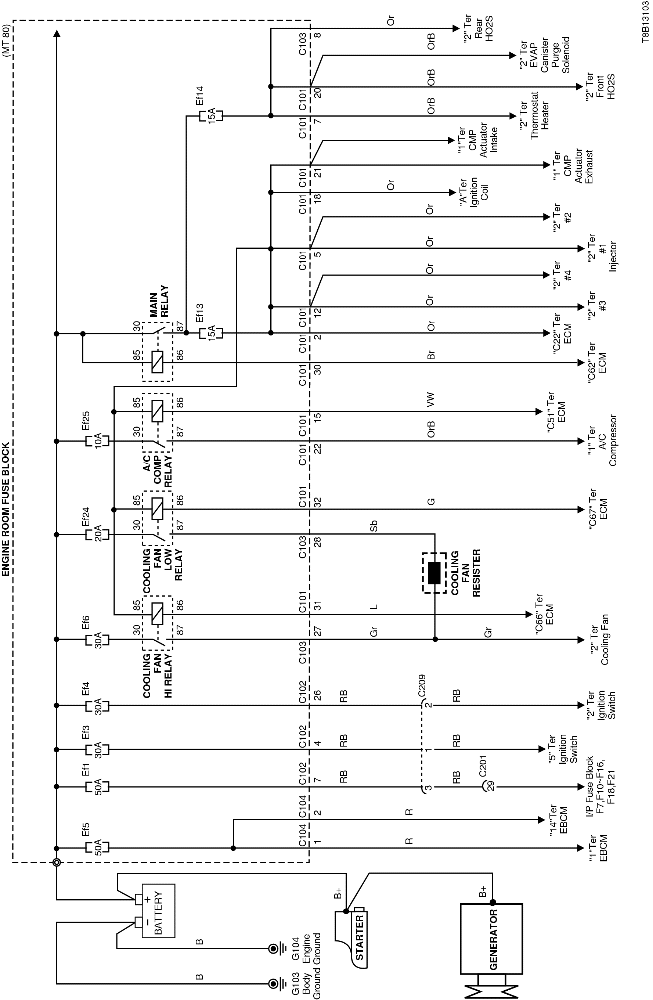 T8B13103
(MT 80)
ENGINE ROOM FUSE BLOCK
BATTERY
+
−
B
B
G104
Engine
Ground
G103
Body
Ground
STARTER
B+
GENERATOR
B+
Ef5
50A
C104
1
R
"1"Ter
EBCM
C104
2
R
"14"Ter
EBCM
Ef1
50A
C102
7
RB
3
RB
C201
29
I/P Fuse Block
F7,F10~F16,
F18,F21
Ef3
30A
C102
4
RB
1
RB
"5" Ter
Ignition
Switch
Ef4
30A
C102
26
RB
C209
2
RB
"2" Ter
Ignition
Switch
Ef6
30A
30
87
85
86
COOLING
FAN
HI RELAY
C103
27
Gr
Gr
"2" Ter
Cooling Fan
C101
31
L
"C66" Ter
ECM
COOLING
FAN
RESISTER
Ef24
20A
30
87
85
86
COOLING
FAN
LOW
RELAY
C103
28
Sb
C101
32
G
"C67" Ter
ECM
Ef25
10A
30
87
85
86
A/C
COMP
RELAY
C101
22
OrB
"1" Ter
A/C
Compressor
C101
15
VW
"C51" Ter
ECM
MAIN
RELAY
30
87
85
86
C101
30
Br
"C62" Ter
ECM
Ef13
15A
C101
2
Or
"C22" Ter
ECM
C101
12
Or
"2" Ter
#3
Or
"2" Ter
#4
C101
5
Or
"2" Ter
#1
Injector
Or
"2" Ter
#2
C101
18
Or
"A"Ter
Ignition
Coil
C101
21
"1" Ter
CMP
Actuator
Exhaust
"1"Ter
CMP
Actuator
Intake
Ef14
15A
C101
7
OrB
"2" Ter
Thermostat
Heater
C101
20
OrB
"2" Ter
Front
HO2S
OrB
"2" Ter
EVAP
Canister
Purge
Solenoid
C103
8
Or
"2" Ter
Rear
HO2S